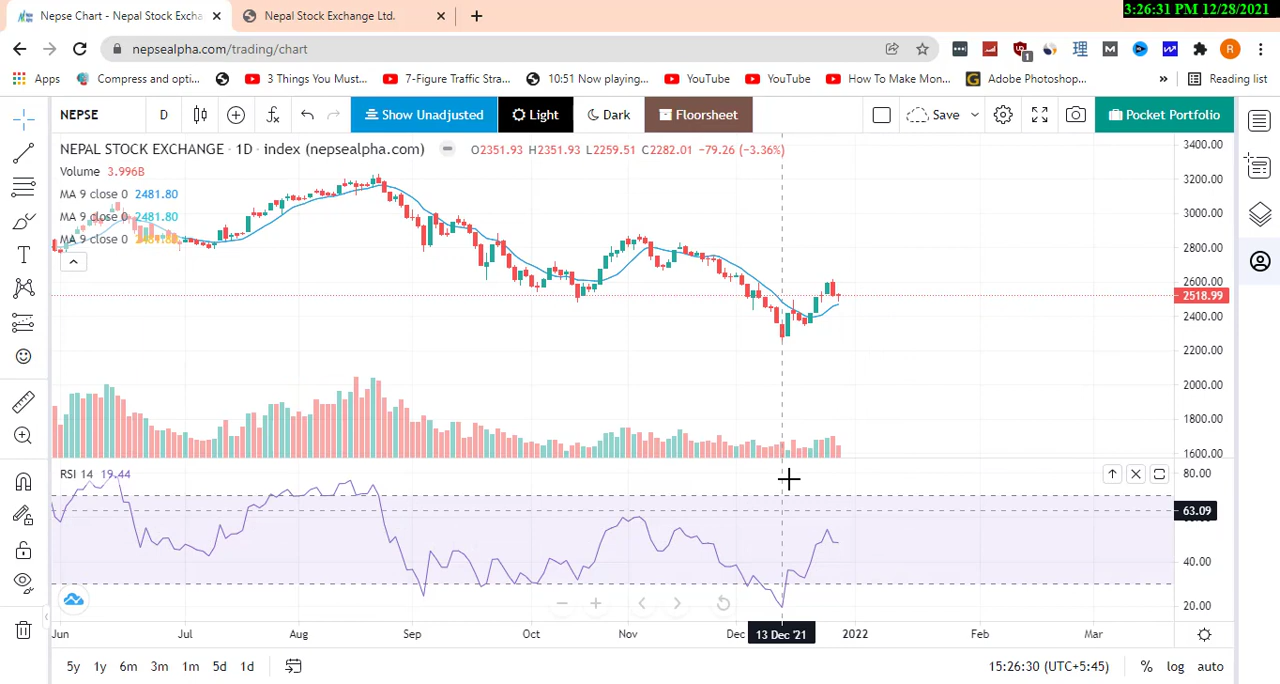 3:26:31 PM 12/28/2021
Nepse Chart - Nepal Stock Excha
Nepal Stock Exchange Ltd.
nepsealpha.com/trading/chart
1
R
Apps
Compress and opti...
3 Things You Must...
7-Figure Traffic Stra...
10:51 Now playing...
YouTube
YouTube
How To Make Mon...
Adobe Photoshop...
»
Reading list
NEPSE
D
Show Unadjusted
Light
Dark
Floorsheet
Save
Pocket Portfolio
NEPAL STOCK EXCHANGE · 1D · index (nepsealpha.com)
O2351.93 H2351.93 L2259.51 C2282.01 −79.26 (−3.36%)
Volume 3.996B
MA 9 close 0 2481.80
MA 9 close 0 2481.80
MA 9 close 0 2481.80
3400.00
3200.00
3000.00
2800.00
2600.00
2518.99
2400.00
2200.00
2000.00
1800.00
1600.00
RSI 14 19.44
80.00
63.09
40.00
20.00
Jun
Jul
Aug
Sep
Oct
Nov
Dec
13 Dec '21
2022
Feb
Mar
5y 1y 6m 3m 1m 5d 1d
15:26:30 (UTC+5:45)
% log auto